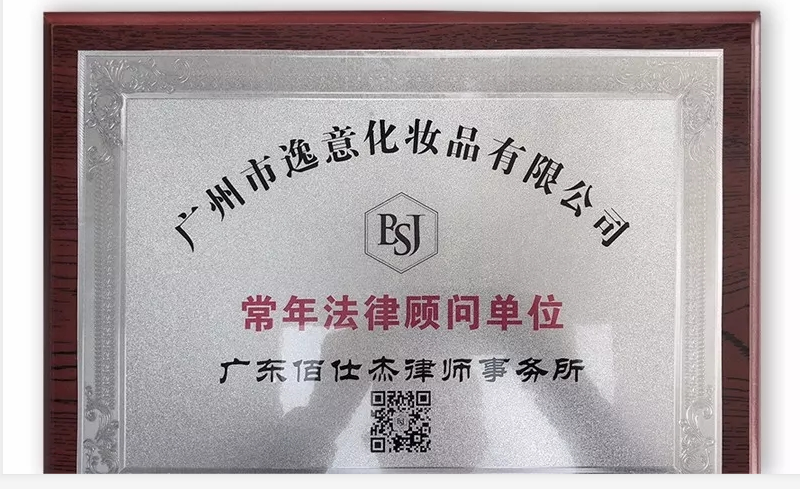 广州市逸意化妆品有限公司
BSJ
常年法律顾问单位
广东佰仕杰律师事务所